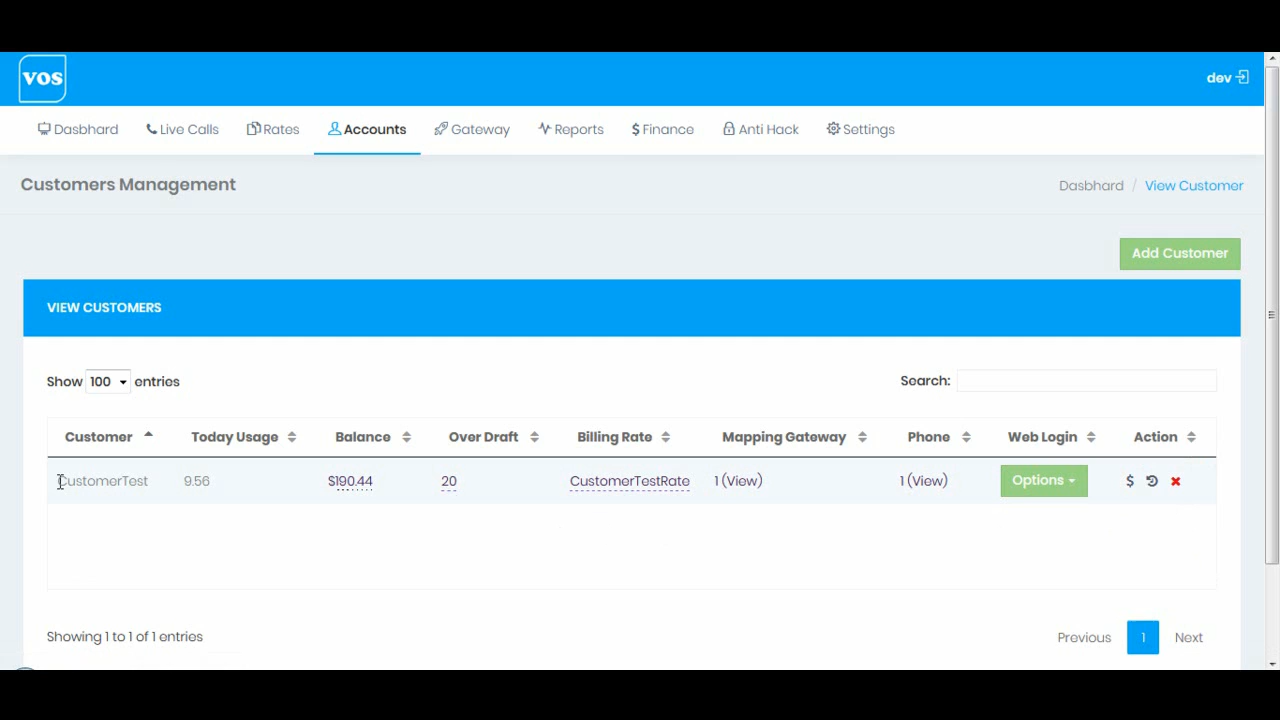 vos
dev
Dasbhard Live Calls Rates Accounts Gateway Reports $ Finance Anti Hack Settings
Customers Management
Dasbhard / View Customer
Add Customer
VIEW CUSTOMERS
Show 100 entries
Search:
Customer Today Usage Balance Over Draft Billing Rate Mapping Gateway Phone Web Login Action
CustomerTest 9.56 $190.44 20 CustomerTestRate 1 (View) 1 (View) Options $
Showing 1 to 1 of 1 entries
Previous 1 Next